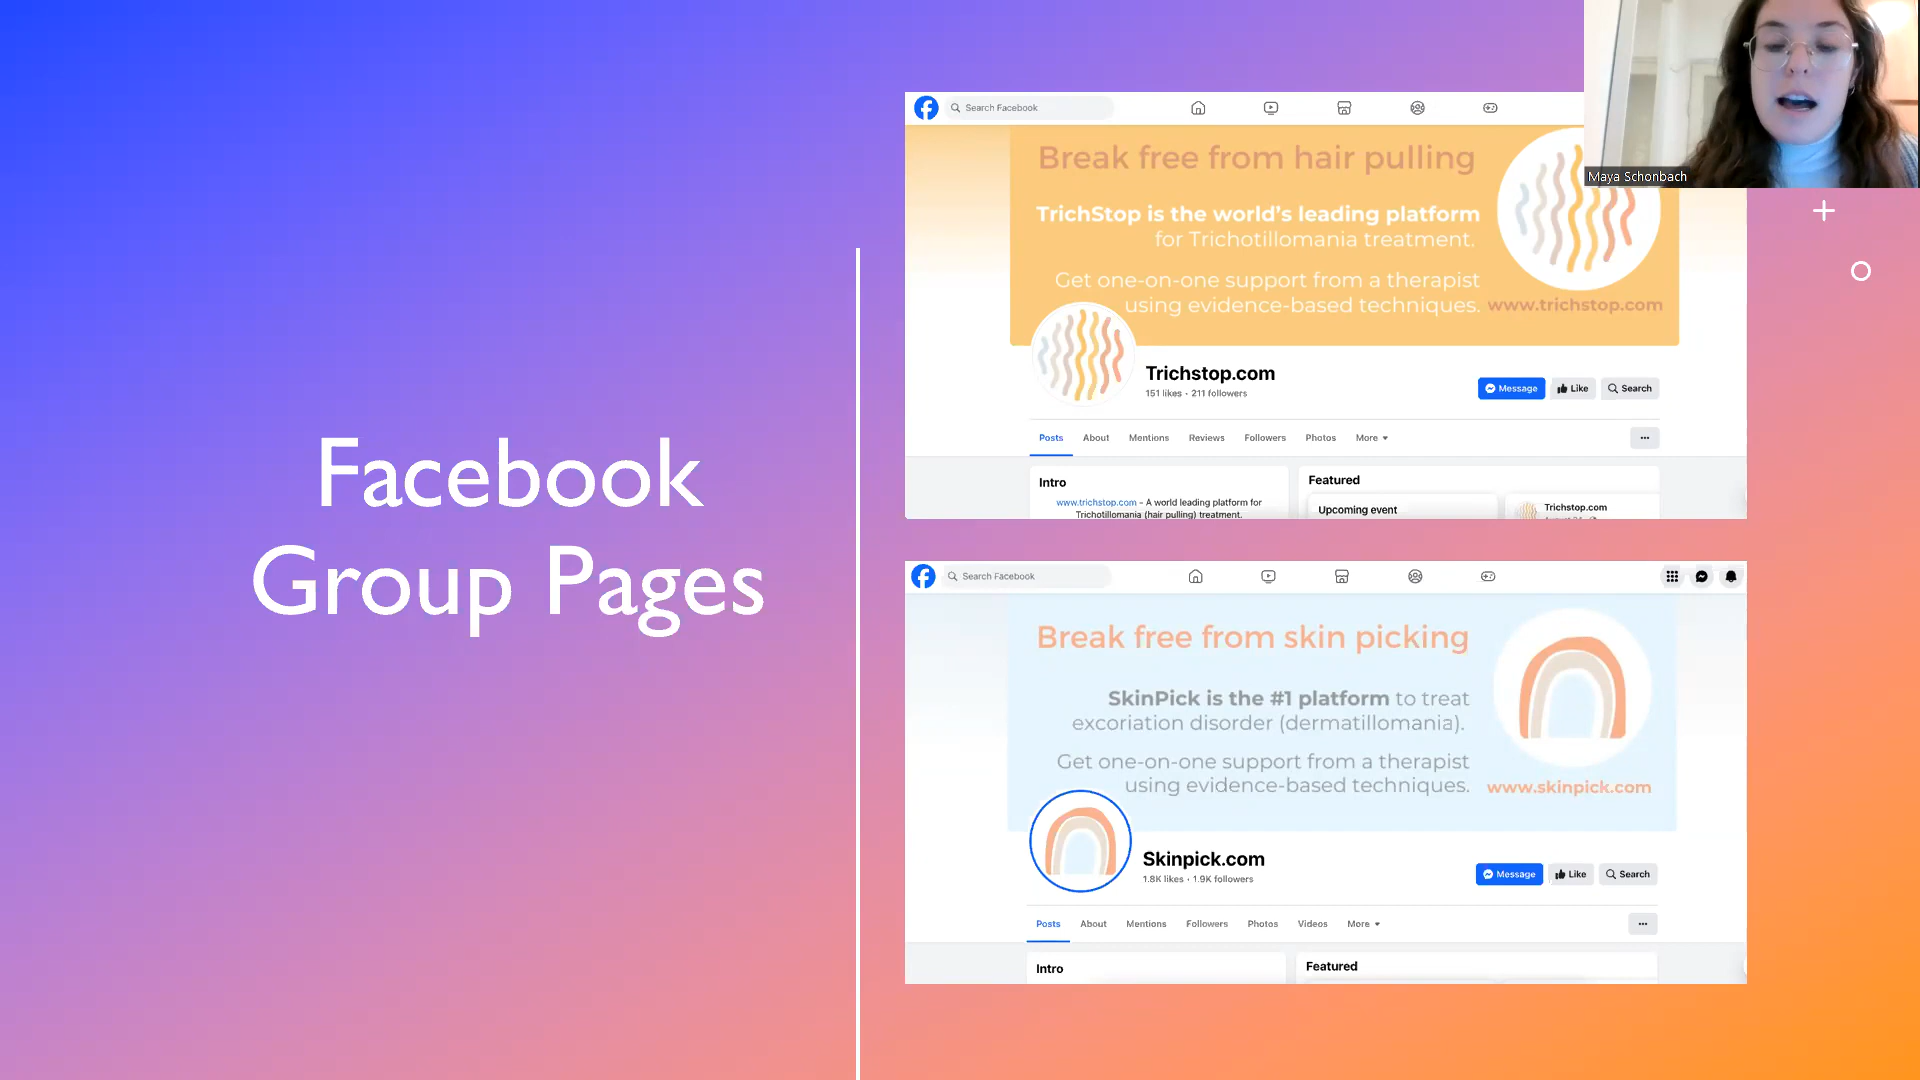 Facebook
Group Pages
Search Facebook
Break free from hair pulling
TrichStop is the world's leading platform
for Trichotillomania treatment.
Get one-on-one support from a therapist
using evidence-based techniques.
www.trichstop.com
Trichstop.com
151 likes • 211 followers
Message
Like
Search
Posts
About
Mentions
Reviews
Followers
Photos
More
Intro
www.trichstop.com - A world leading platform for
Trichotillomania (hair pulling) treatment.
Featured
Upcoming event
Trichstop.com
Maya Schonbach
Search Facebook
Break free from skin picking
SkinPick is the #1 platform to treat
excoriation disorder (dermatillomania).
Get one-on-one support from a therapist
using evidence-based techniques.
www.skinpick.com
Skinpick.com
1.8K likes • 1.9K followers
Message
Like
Search
Posts
About
Mentions
Followers
Photos
Videos
More
Intro
Featured